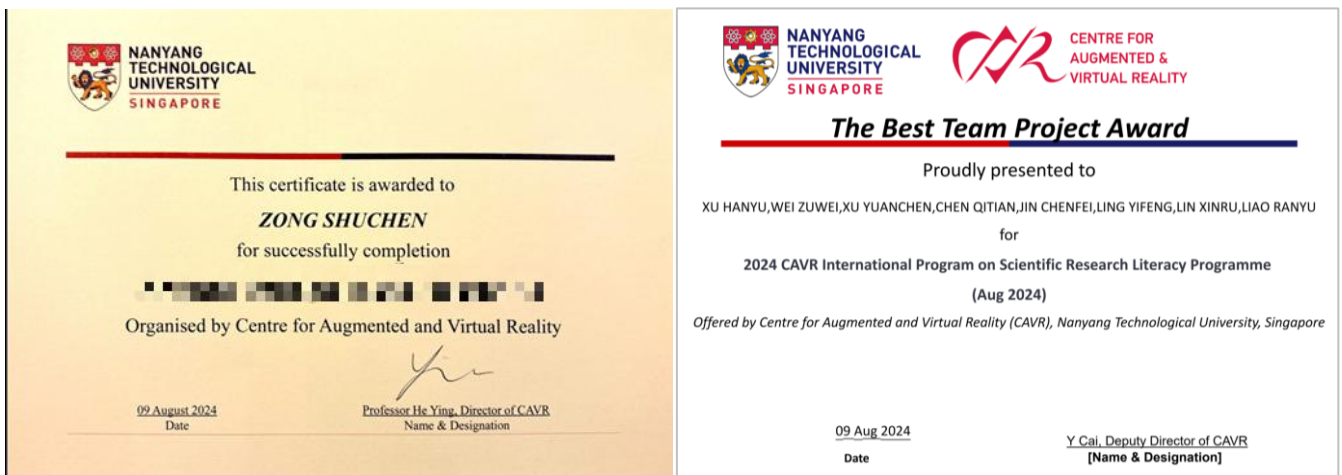 NANYANG
TECHNOLOGICAL
UNIVERSITY
SINGAPORE
This certificate is awarded to
ZONG SHUCHEN
for successfully completion
Organised by Centre for Augmented and Virtual Reality
09 August 2024
Date
Professor He Ying, Director of CAVR
Name & Designation
NANYANG
TECHNOLOGICAL
UNIVERSITY
SINGAPORE
CENTRE FOR
AUGMENTED &
VIRTUAL REALITY
The Best Team Project Award
Proudly presented to
XU HANYU,WEI ZUWEI,XU YUANCHEN,CHEN QITIAN,JIN CHENFEI,LING YIFENG,LIN XINRU,LIAO RANYU
for
2024 CAVR International Program on Scientific Research Literacy Programme
(Aug 2024)
Offered by Centre for Augmented and Virtual Reality (CAVR), Nanyang Technological University, Singapore
09 Aug 2024
Date
Y Cai, Deputy Director of CAVR
[Name & Designation]